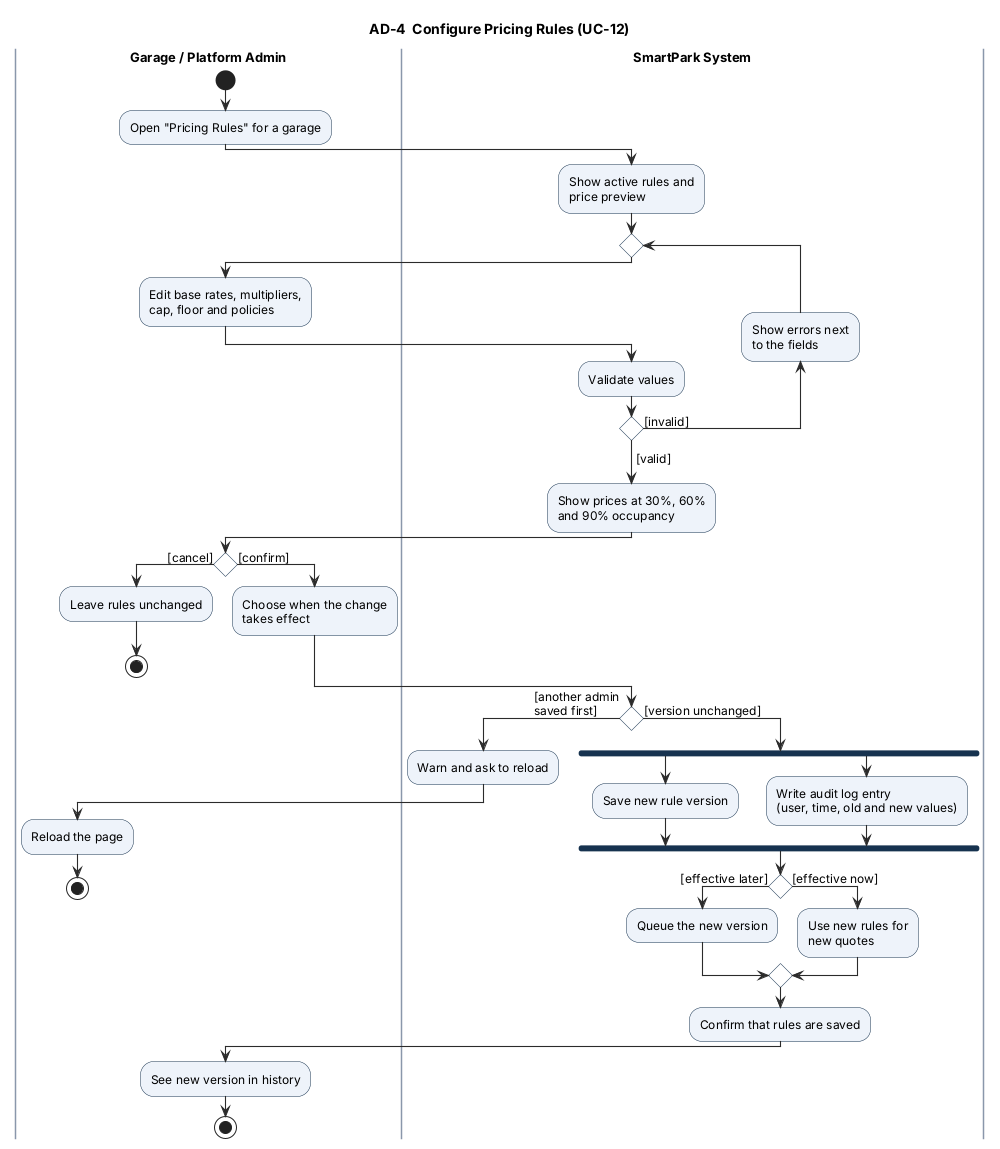 AD-4  Configure Pricing Rules (UC-12)
Garage / Platform Admin
SmartPark System
Open "Pricing Rules" for a garage
Show active rules and
price preview
Edit base rates, multipliers,
cap, floor and policies
Show errors next
to the fields
Validate values
[invalid]
[valid]
Show prices at 30%, 60%
and 90% occupancy
[cancel]
[confirm]
Leave rules unchanged
Choose when the change
takes effect
[another admin
saved first]
[version unchanged]
Warn and ask to reload
Save new rule version
Write audit log entry
(user, time, old and new values)
Reload the page
[effective later]
[effective now]
Queue the new version
Use new rules for
new quotes
Confirm that rules are saved
See new version in history